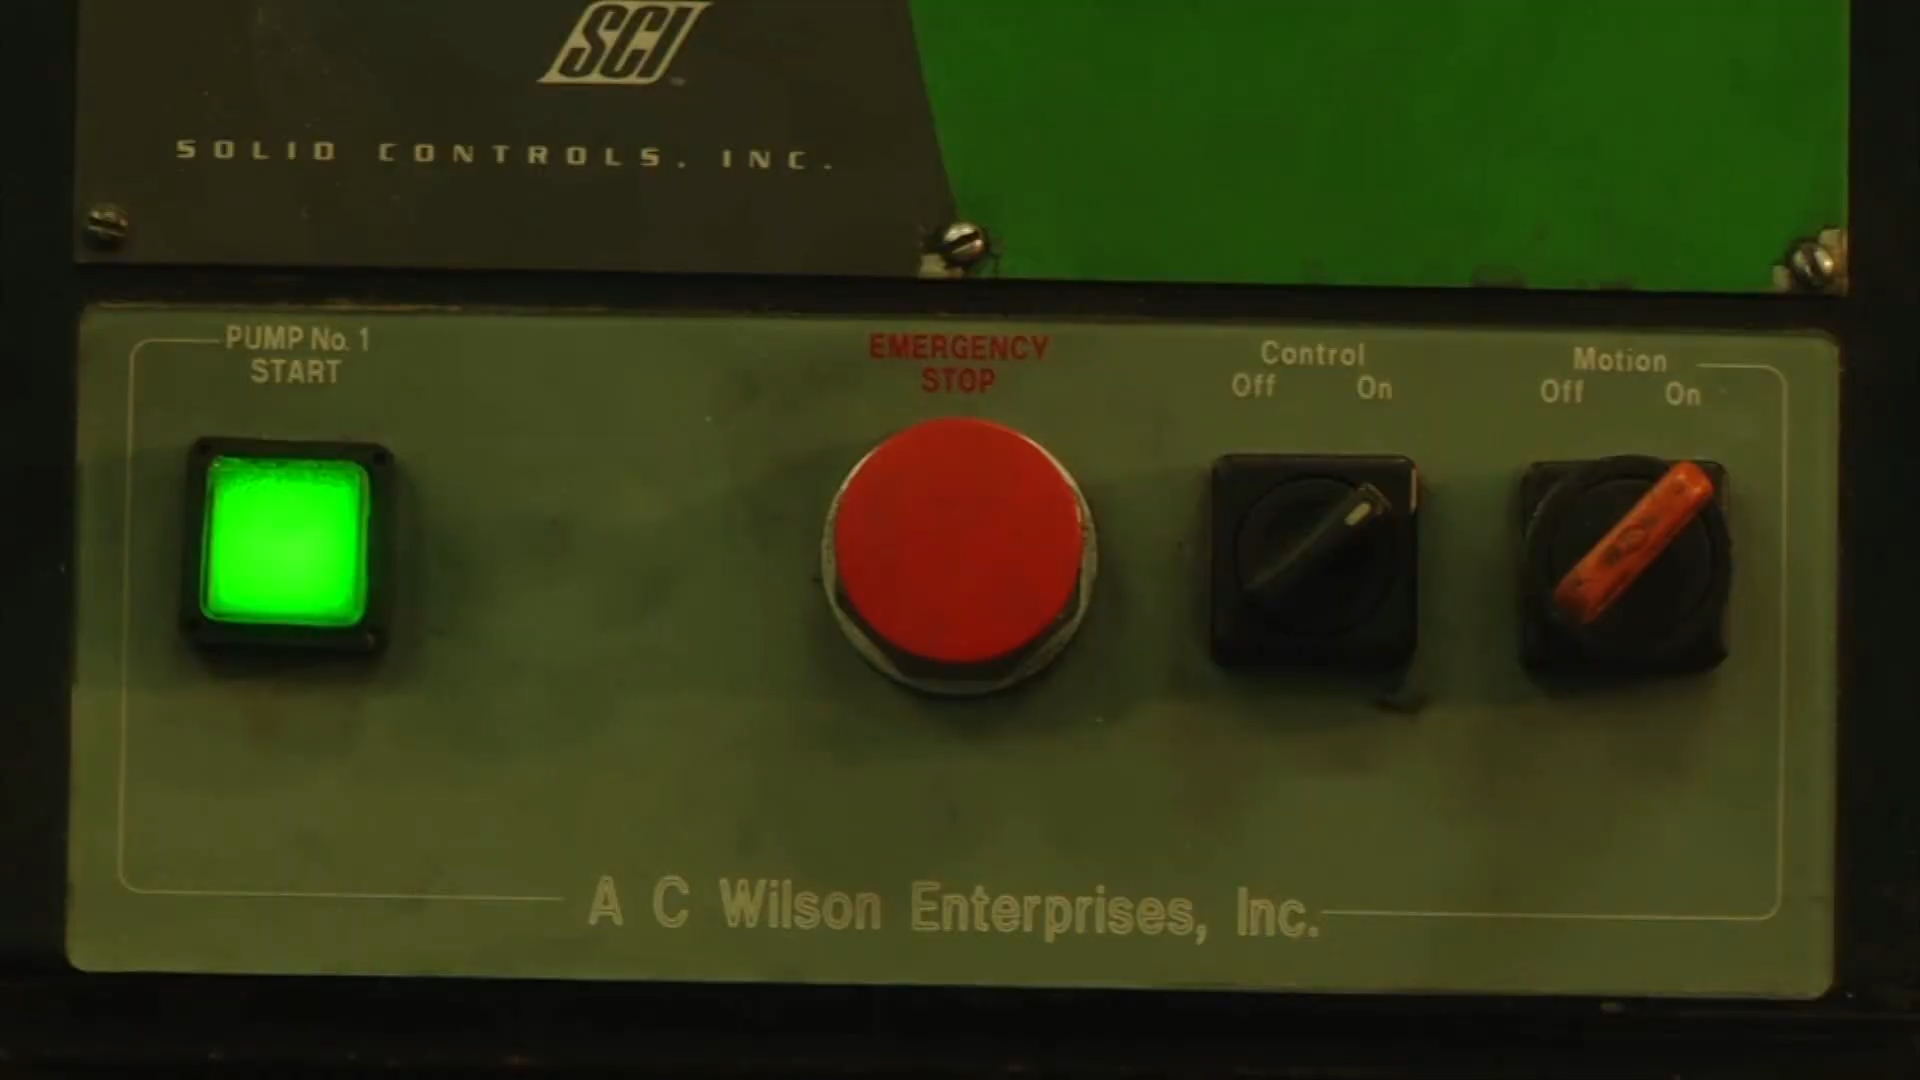 SCI
SOLID CONTROLS, INC.
PUMP No. 1
START
EMERGENCY
STOP
Control
Off On
Motion
Off On
A C Wilson Enterprises, Inc.